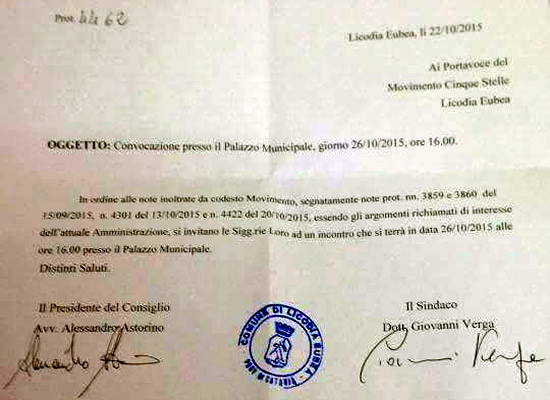 Prot. 4462
Licodia Eubea, li 22/10/2015
Ai Portavoce del
Movimento Cinque Stelle
Licodia Eubea
OGGETTO: Convocazione presso il Palazzo Municipale, giorno 26/10/2015, ore 16.00.
In ordine alle note inoltrate da codesto Movimento, segnatamente note prot. nn. 3859 e 3860 del
15/09/2015, n. 4301 del 13/10/2015 e n. 4422 del 20/10/2015, essendo gli argomenti richiamati di interesse
dell'attuale Amministrazione, si invitano le Sigg.rie Loro ad un incontro che si terrà in data 26/10/2015 alle
ore 16.00 presso il Palazzo Municipale.
Distinti Saluti.
Il Presidente del Consiglio
Avv. Alessandro Astorino
Il Sindaco
Dott. Giovanni Verga
COMUNE DI LICODIA EUBEA
Giovanni Verga